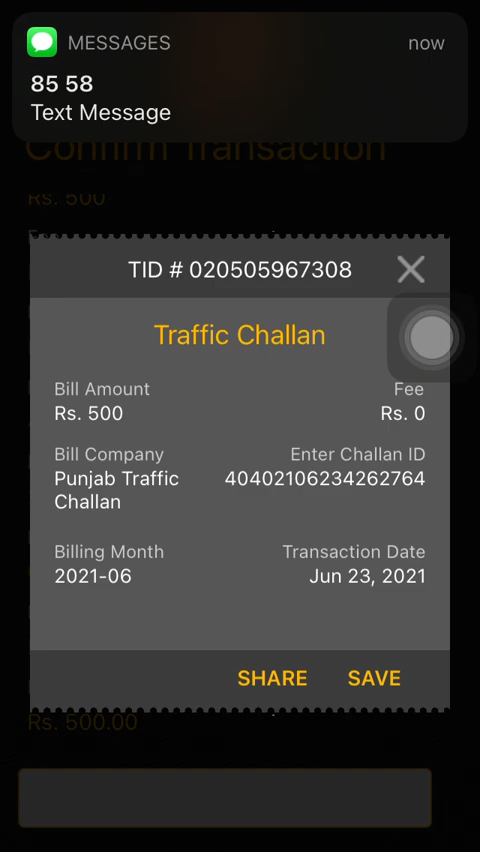 MESSAGES now
85 58
Text Message
Confirm Transaction
Rs. 500
TID # 020505967308
Traffic Challan
Bill Amount Fee
Rs. 500 Rs. 0
Bill Company Enter Challan ID
Punjab Traffic 40402106234262764
Challan
Billing Month Transaction Date
2021-06 Jun 23, 2021
SHARE SAVE
Rs. 500.00